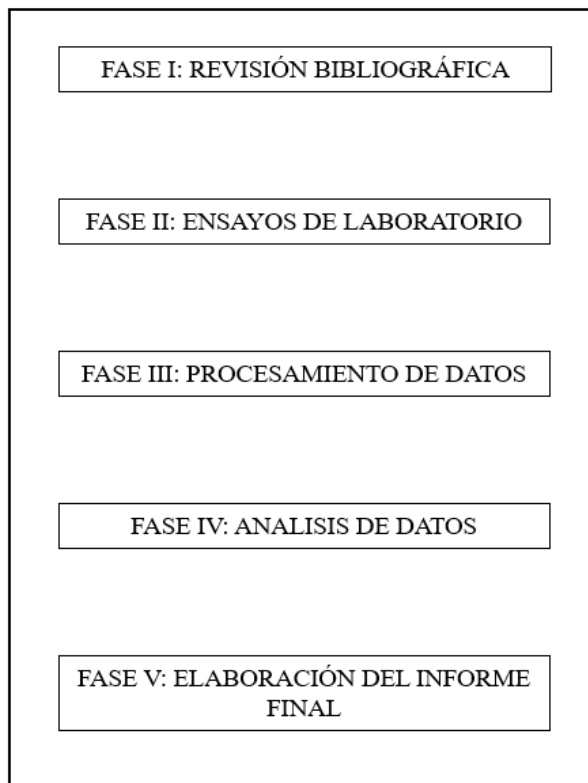 FASE I: REVISIÓN BIBLIOGRÁFICA
FASE II: ENSAYOS DE LABORATORIO
FASE III: PROCESAMIENTO DE DATOS
FASE IV: ANALISIS DE DATOS
FASE V: ELABORACIÓN DEL INFORME
FINAL